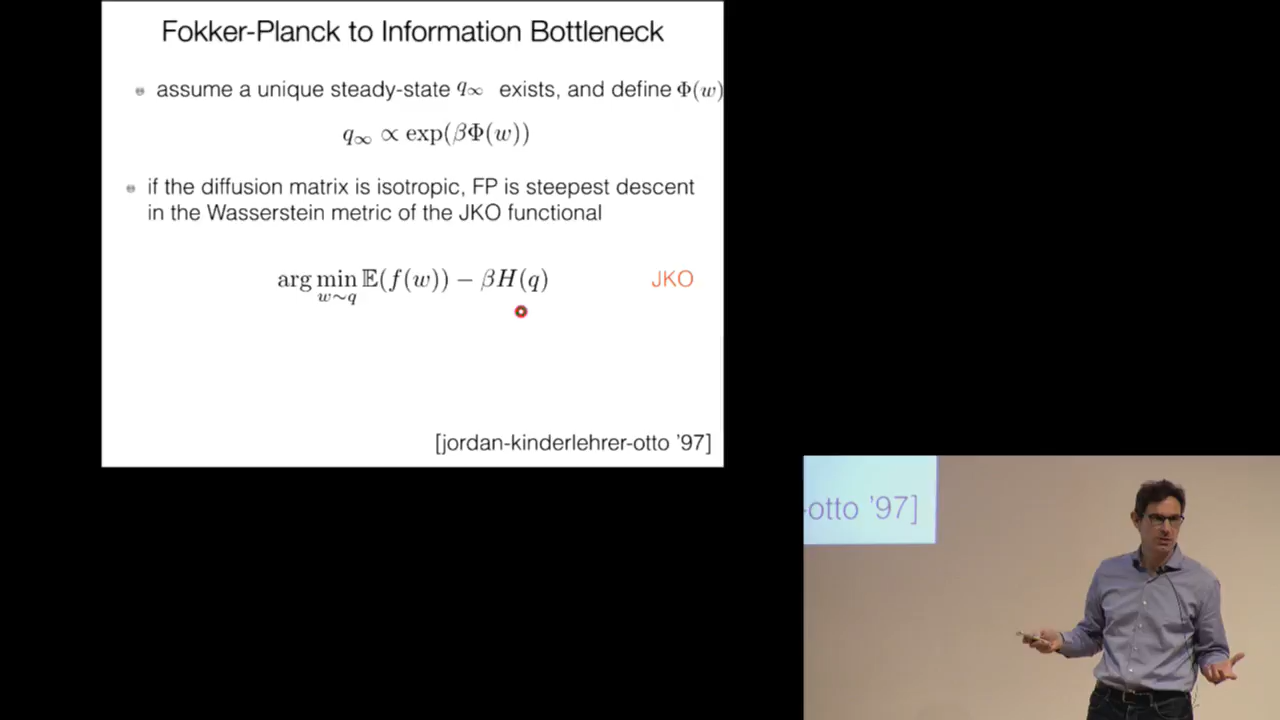 Fokker-Planck to Information Bottleneck
assume a unique steady-state q∞ exists, and define Φ(w)
q∞ ∝ exp(βΦ(w))
if the diffusion matrix is isotropic, FP is steepest descent
in the Wasserstein metric of the JKO functional
arg min 𝔼(f(w)) − βH(q) JKO
w∼q
[jordan-kinderlehrer-otto '97]
-otto '97]